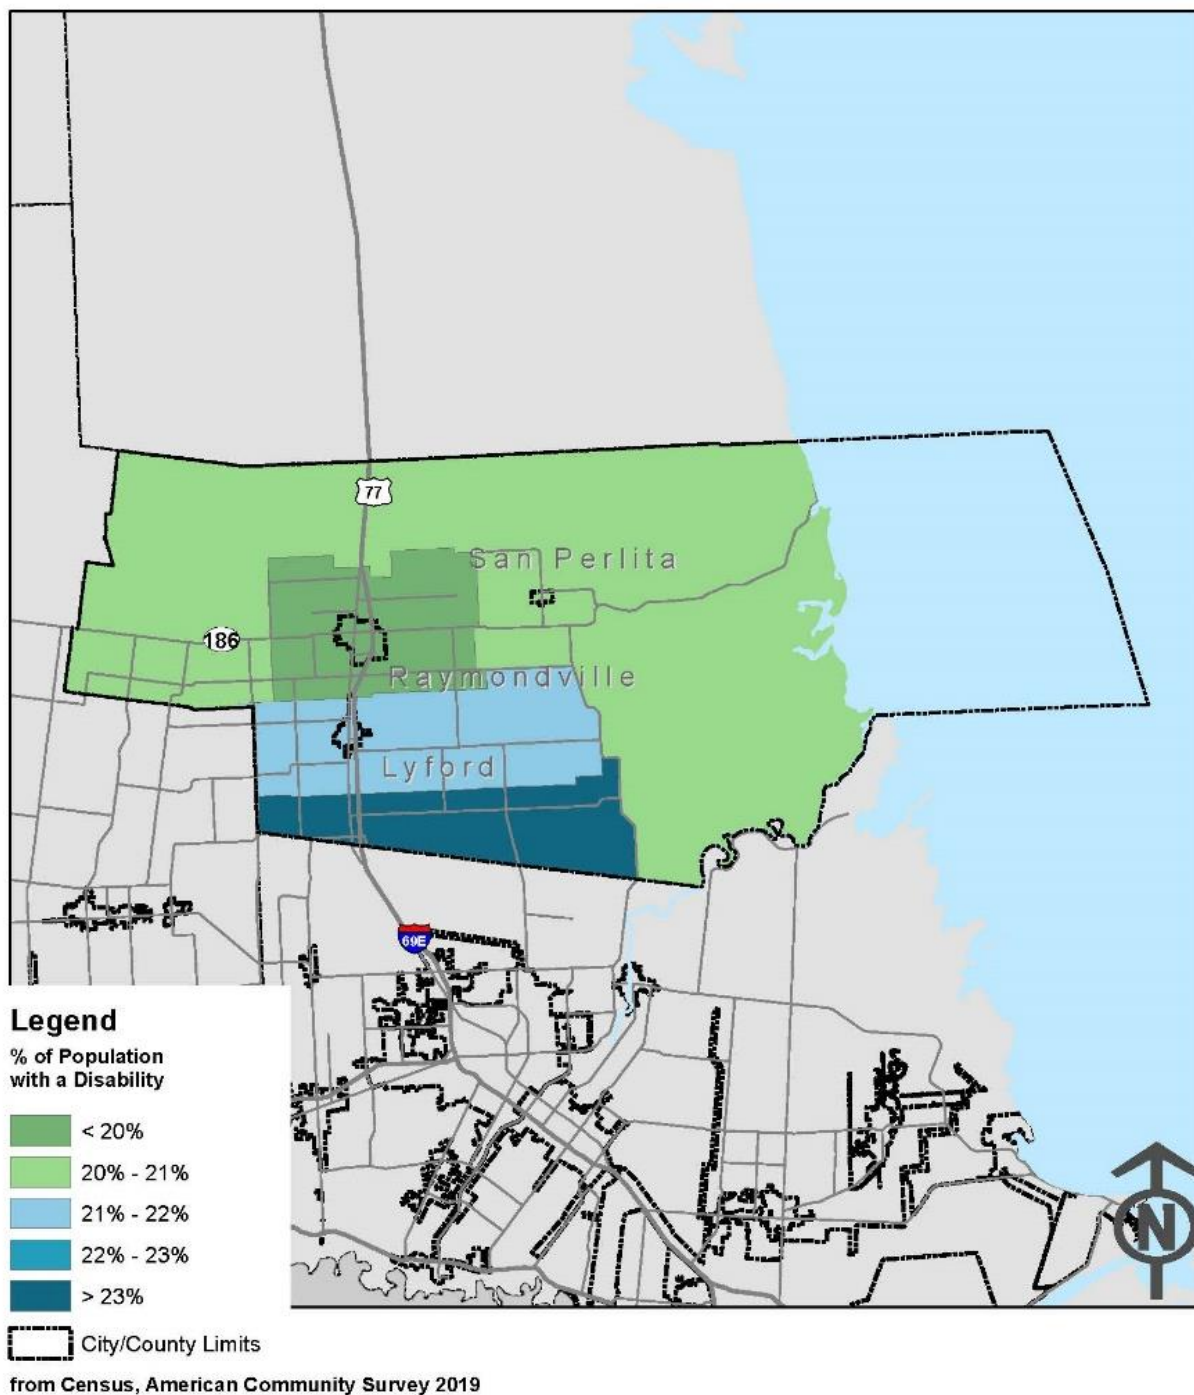 77
San Perlita
186
Raymondville
Lyford
69E
Legend
% of Population
with a Disability
< 20%
20% - 21%
21% - 22%
22% - 23%
> 23%
City/County Limits
N
from Census, American Community Survey 2019